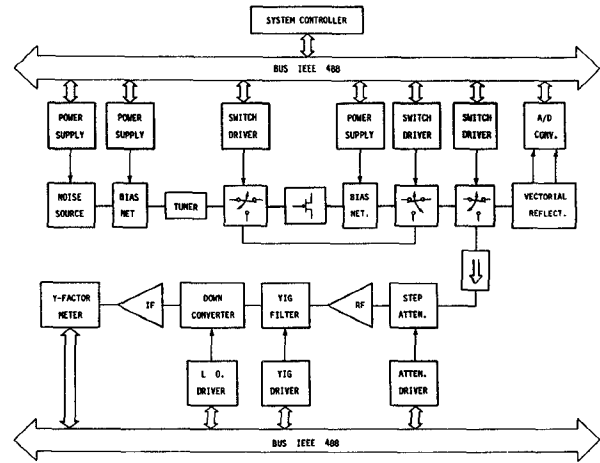 SYSTEM CONTROLLER
BUS IEEE 488
POWER
SUPPLY
POWER
SUPPLY
SWITCH
DRIVER
POWER
SUPPLY
SWITCH
DRIVER
SWITCH
DRIVER
A/D
CONV.
NOISE
SOURCE
BIAS
NET
TUNER
BIAS
NET.
VECTORIAL
REFLECT.
Y-FACTOR
METER
IF
DOWN
CONVERTER
YIG
FILTER
RF
STEP
ATTEN.
L O.
DRIVER
YIG
DRIVER
ATTEN.
DRIVER
BUS IEEE 488